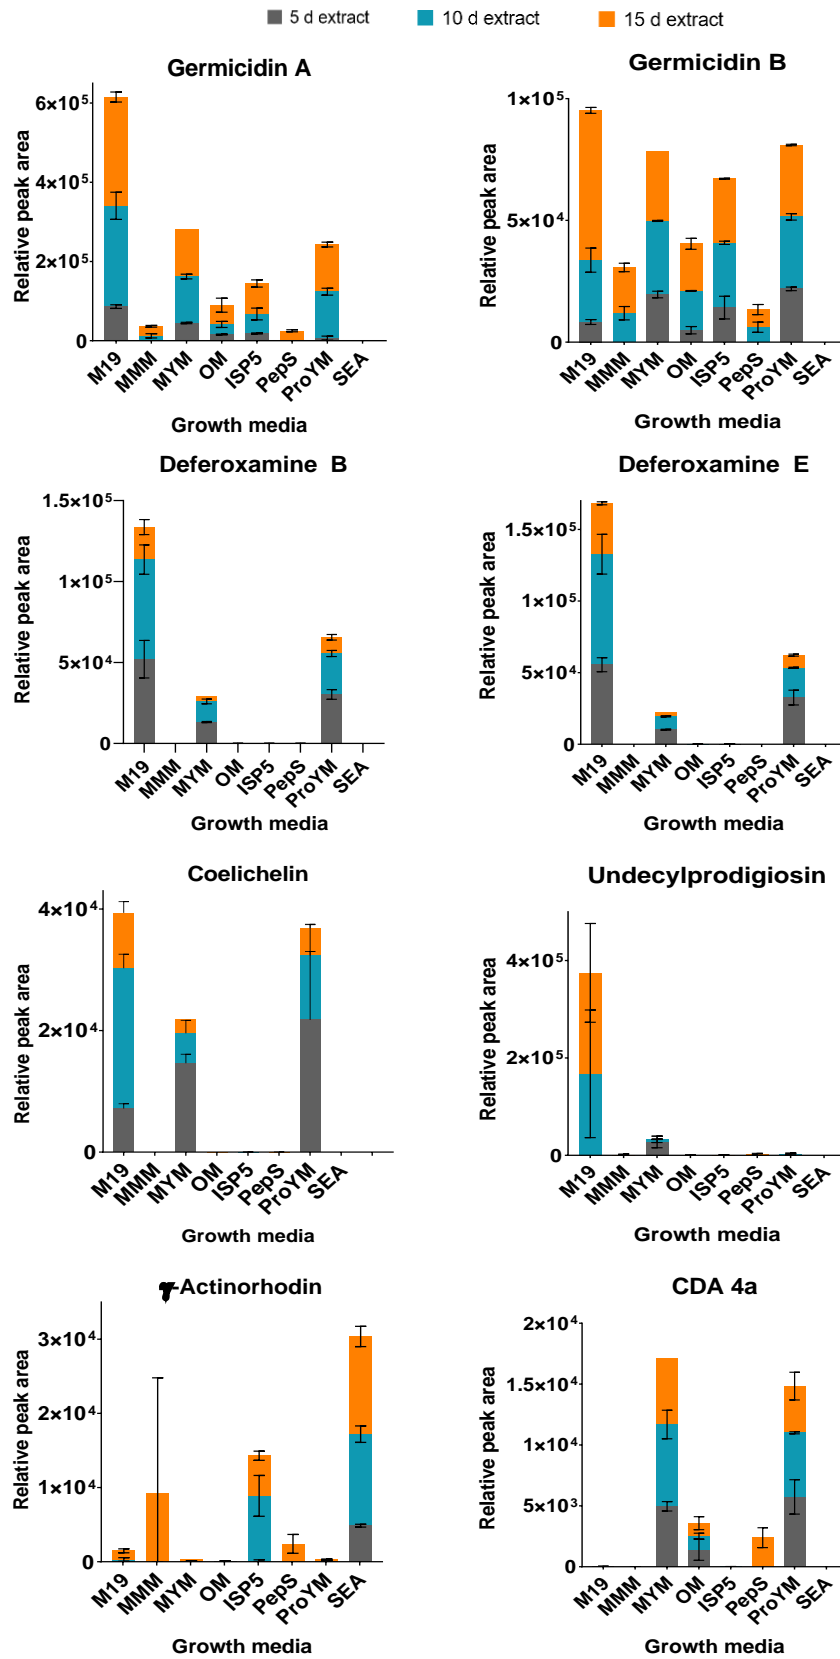 5 d extract 10 d extract 15 d extract
Germicidin A
Relative peak area
6×10⁵
4×10⁵
2×10⁵
0
M19 MMM MYM OM ISP5 PepS ProYM SEA
Growth media
Germicidin B
Relative peak area
1×10⁵
5×10⁴
0
M19 MMM MYM OM ISP5 PepS ProYM SEA
Growth media
Deferoxamine B
Relative peak area
1.5×10⁵
1×10⁵
5×10⁴
0
M19 MMM MYM OM ISP5 PepS ProYM SEA
Growth media
Deferoxamine E
Relative peak area
1.5×10⁵
1×10⁵
5×10⁴
0
M19 MMM MYM OM ISP5 PepS ProYM SEA
Growth media
Coelichelin
Relative peak area
4×10⁴
2×10⁴
0
M19 MMM MYM OM ISP5 PepS ProYM SEA
Growth media
Undecylprodigiosin
Relative peak area
4×10⁵
2×10⁵
0
M19 MMM MYM OM ISP5 PepS ProYM SEA
Growth media
γ-Actinorhodin
Relative peak area
3×10⁴
2×10⁴
1×10⁴
0
M19 MMM MYM OM ISP5 PepS ProYM SEA
Growth media
CDA 4a
Relative peak area
2×10⁴
1.5×10⁴
1×10⁴
5×10³
0
M19 MMM MYM OM ISP5 PepS ProYM SEA
Growth media